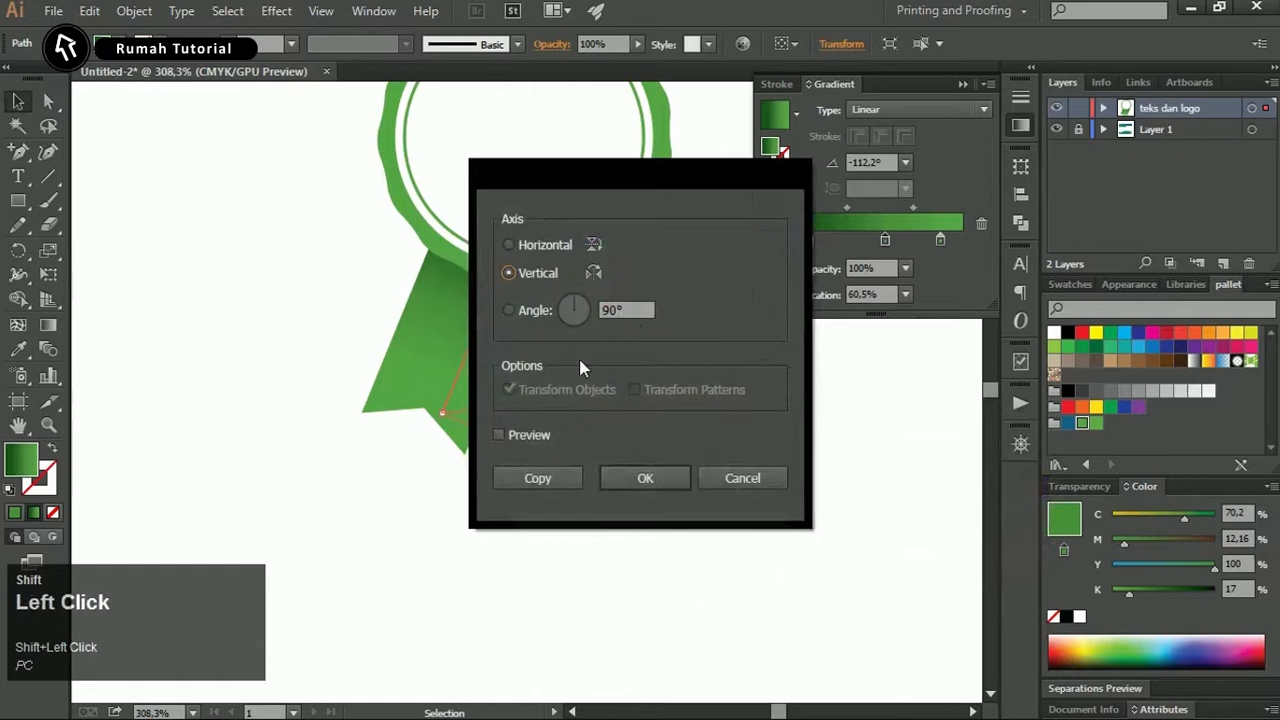 Ai File Edit Object Type Select Effect View Window Help Br St Printing and Proofing
Path Basic Opacity: 100% Style: Transform
Rumah Tutorial
Untitled-2* @ 308,3% (CMYK/GPU Preview)
Stroke Gradient
Type: Linear
Stroke:
-112,2°
100%
60,5%
Layers Info Links Artboards
teks dan logo
Layer 1
2 Layers
Swatches Appearance Libraries pallet
Transparency Color
C 70,2 %
M 12,16 %
Y 100 %
K 17 %
Separations Preview
Document Info Attributes
Axis
Horizontal
Vertical
Angle: 90°
Options
Transform Objects Transform Patterns
Preview
Copy OK Cancel
Shift
Left Click
Shift+Left Click
PC
308,3% 1 Selection